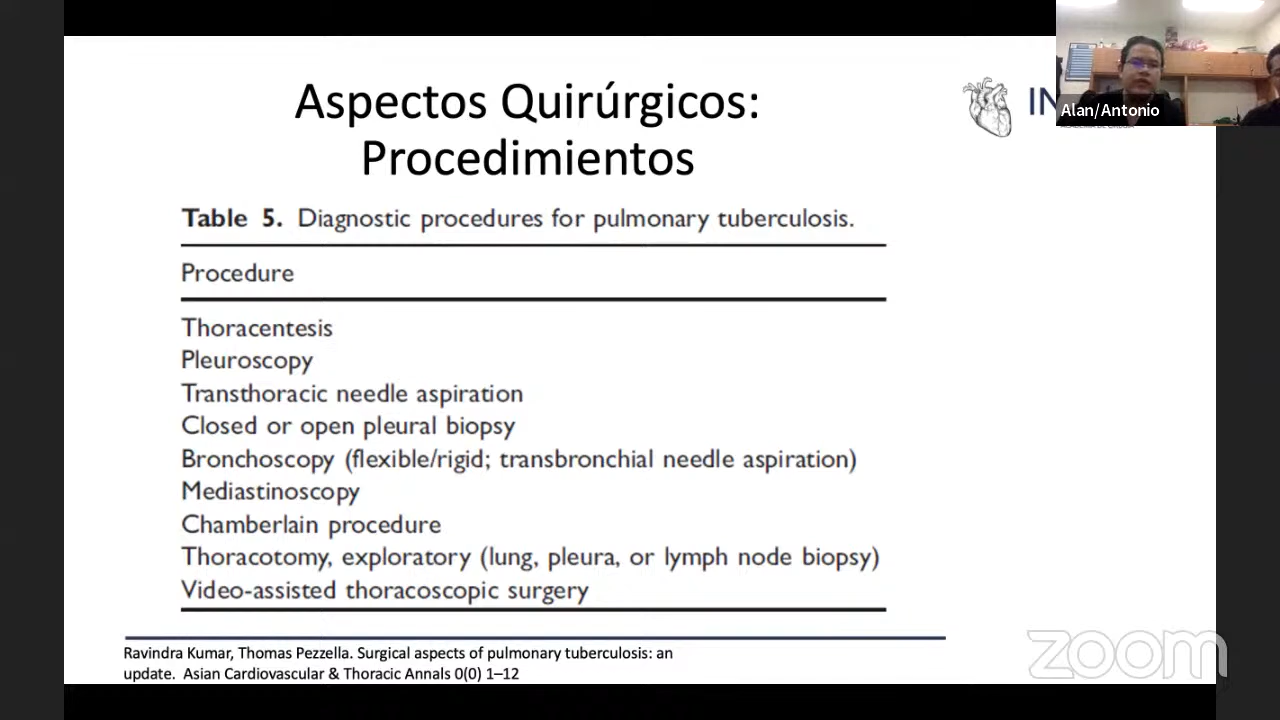 Aspectos Quirúrgicos:
Procedimientos
Alan/Antonio
Table 5. Diagnostic procedures for pulmonary tuberculosis.
Procedure
Thoracentesis
Pleuroscopy
Transthoracic needle aspiration
Closed or open pleural biopsy
Bronchoscopy (flexible/rigid; transbronchial needle aspiration)
Mediastinoscopy
Chamberlain procedure
Thoracotomy, exploratory (lung, pleura, or lymph node biopsy)
Video-assisted thoracoscopic surgery
Ravindra Kumar, Thomas Pezzella. Surgical aspects of pulmonary tuberculosis: an
update. Asian Cardiovascular & Thoracic Annals 0(0) 1–12
zoom